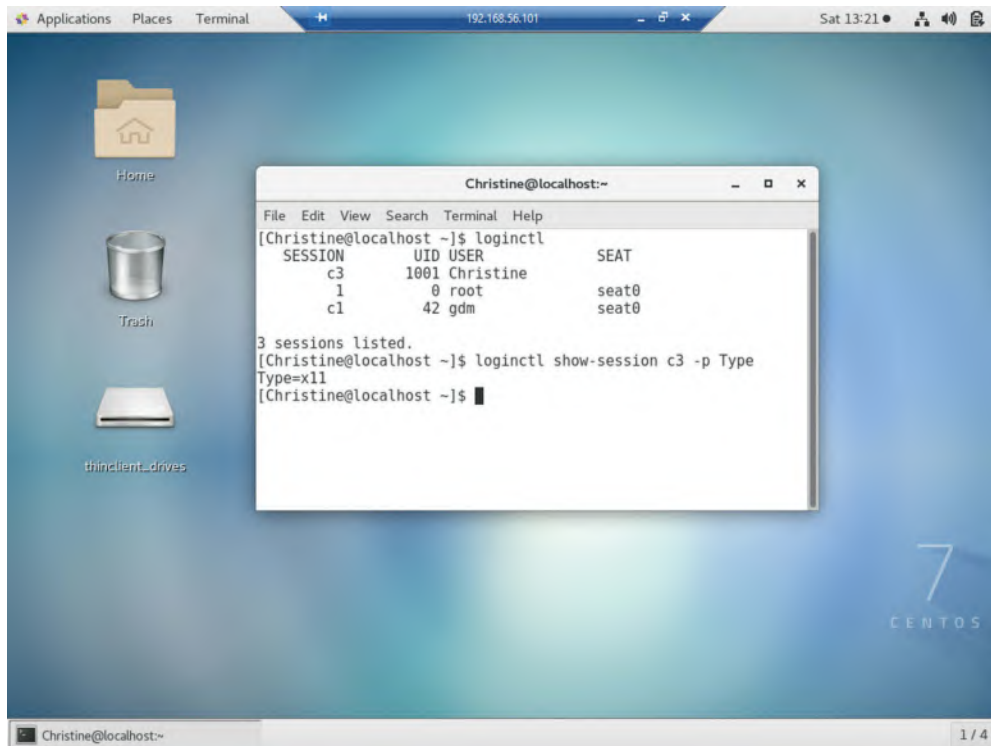 Applications Places Terminal 192.168.56.101 Sat 13:21
Home
Trash
thinclient_drives
Christine@localhost:~
File Edit View Search Terminal Help
[Christine@localhost ~]$ loginctl
SESSION UID USER SEAT
c3 1001 Christine
1 0 root seat0
c1 42 gdm seat0
3 sessions listed.
[Christine@localhost ~]$ loginctl show-session c3 -p Type
Type=x11
[Christine@localhost ~]$
7
CENTOS
Christine@localhost:~ 1 / 4